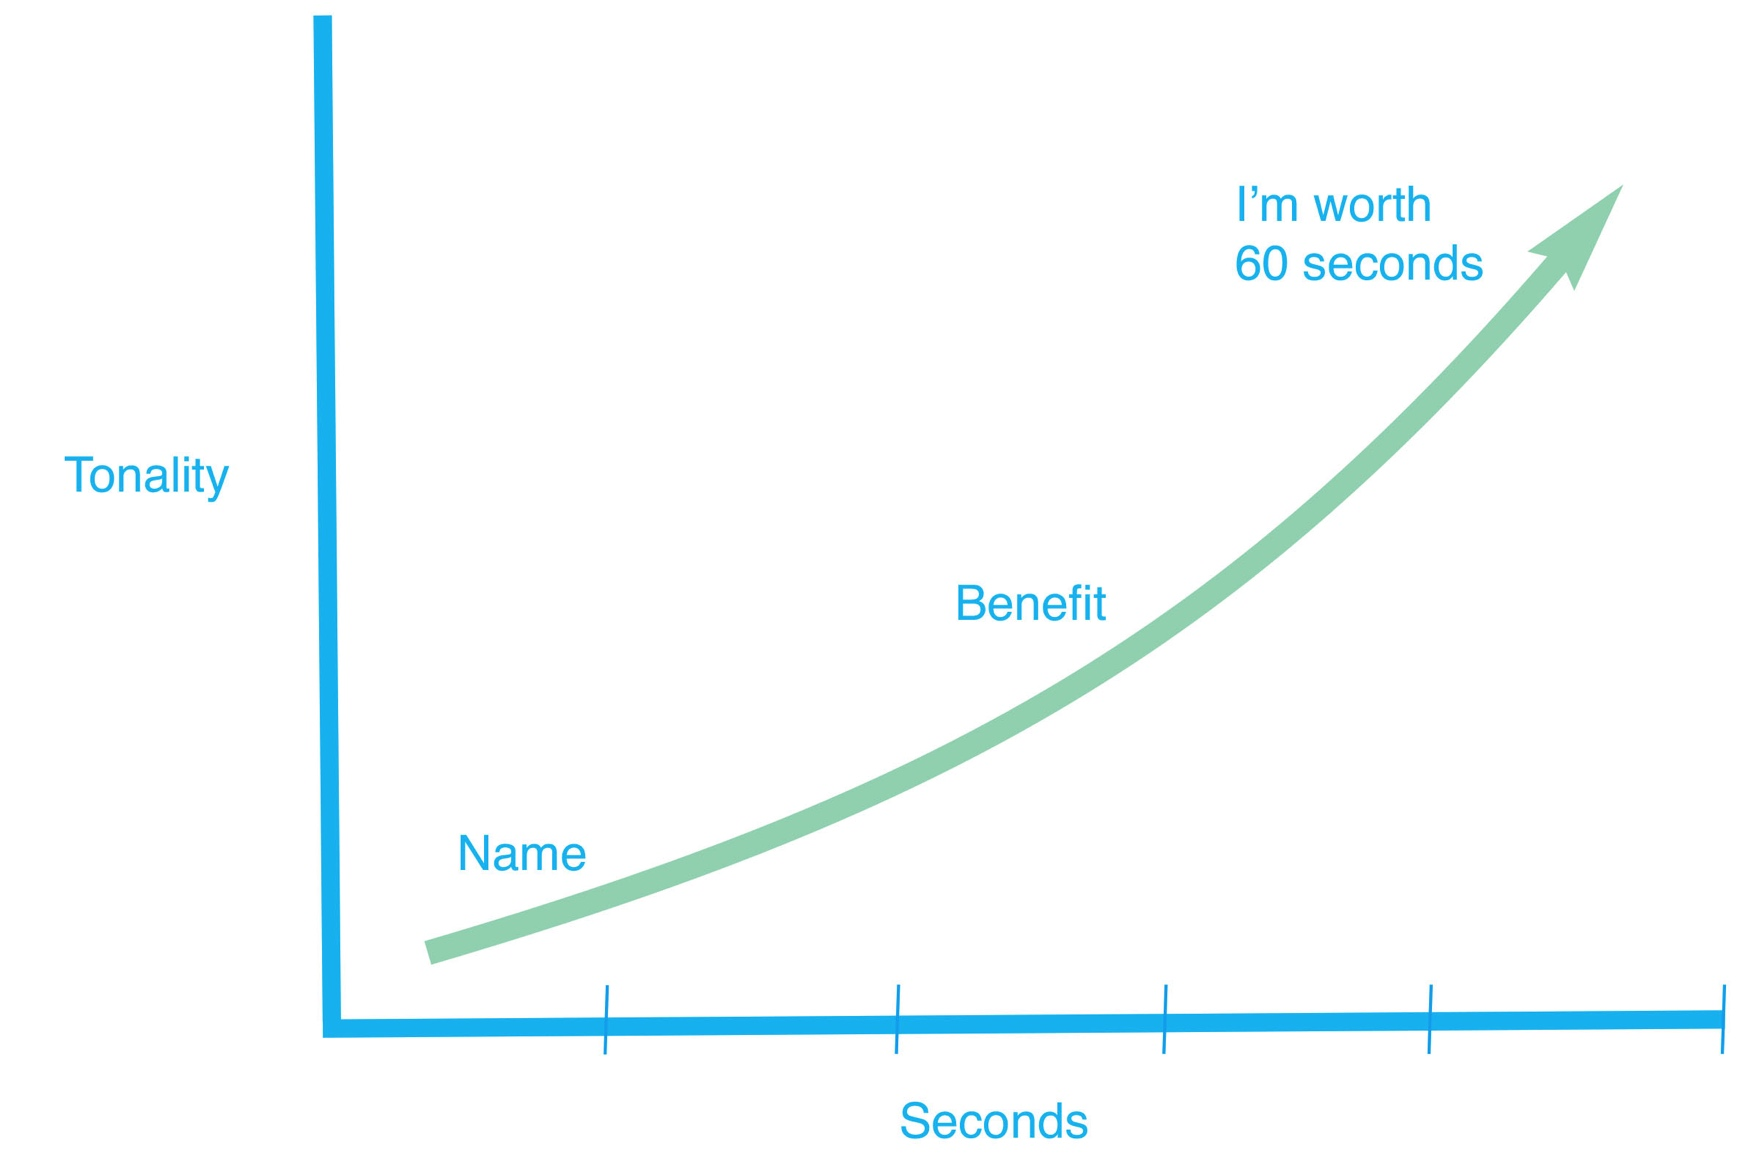 I’m worth
60 seconds
Tonality
Benefit
Name
Seconds